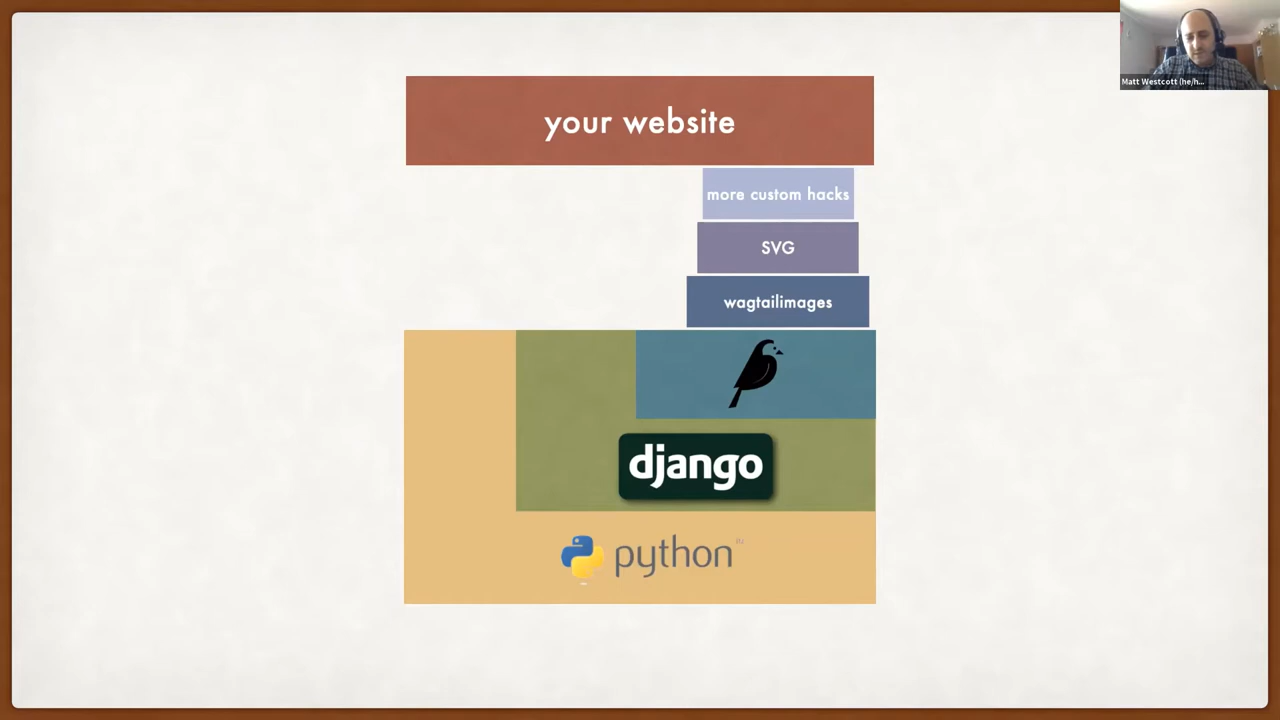 Matt Westcott (he/h...
your website
more custom hacks
SVG
wagtailimages
django
python